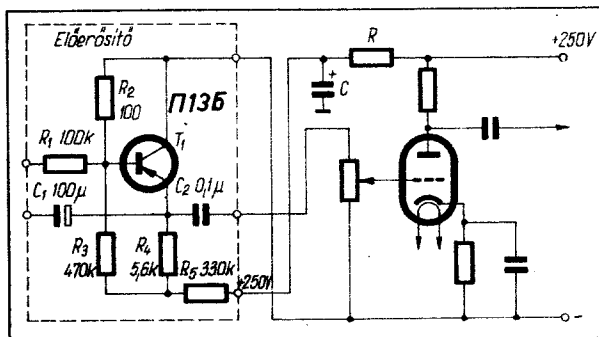 Előerősítő
R₂
100
П13Б
R₁ 100k
T₁
C₁ 100μ
C₂ 0,1μ
R₃
470k
R₄
5,6k
R₅ 330k
+250V
R
+
C
+250V
-